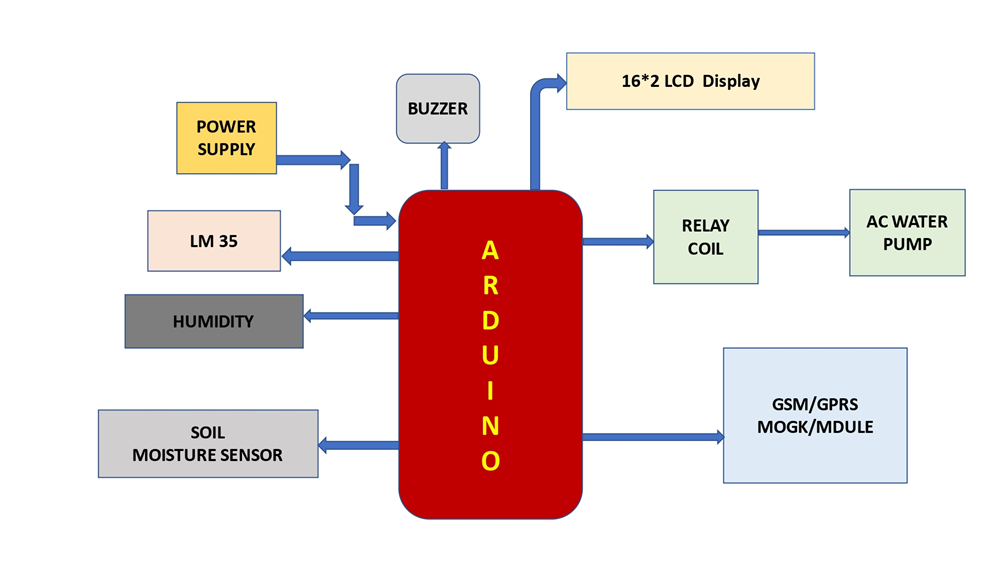 BUZZER
16*2 LCD Display
POWER
SUPPLY
LM 35
HUMIDITY
SOIL
MOISTURE SENSOR
ARDUINO
RELAY
COIL
AC WATER
PUMP
GSM/GPRS
MOGK/MDULE